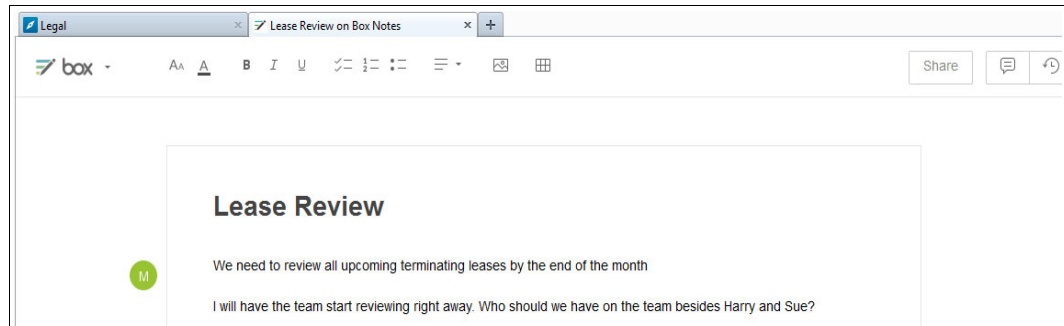 Legal
Lease Review on Box Notes
box
AA A B I U
Share
Lease Review
M
We need to review all upcoming terminating leases by the end of the month
I will have the team start reviewing right away. Who should we have on the team besides Harry and Sue?